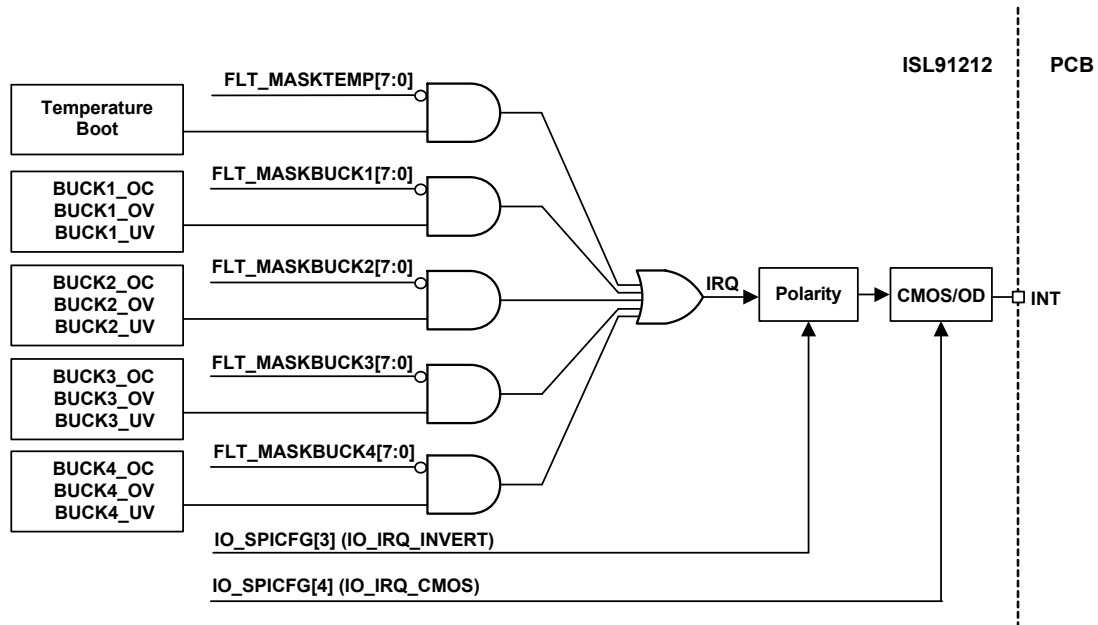 ISL91212
PCB
FLT_MASKTEMP[7:0]
Temperature
Boot
FLT_MASKBUCK1[7:0]
BUCK1_OC
BUCK1_OV
BUCK1_UV
FLT_MASKBUCK2[7:0]
BUCK2_OC
BUCK2_OV
BUCK2_UV
IRQ
Polarity
CMOS/OD
INT
FLT_MASKBUCK3[7:0]
BUCK3_OC
BUCK3_OV
BUCK3_UV
FLT_MASKBUCK4[7:0]
BUCK4_OC
BUCK4_OV
BUCK4_UV
IO_SPICFG[3] (IO_IRQ_INVERT)
IO_SPICFG[4] (IO_IRQ_CMOS)